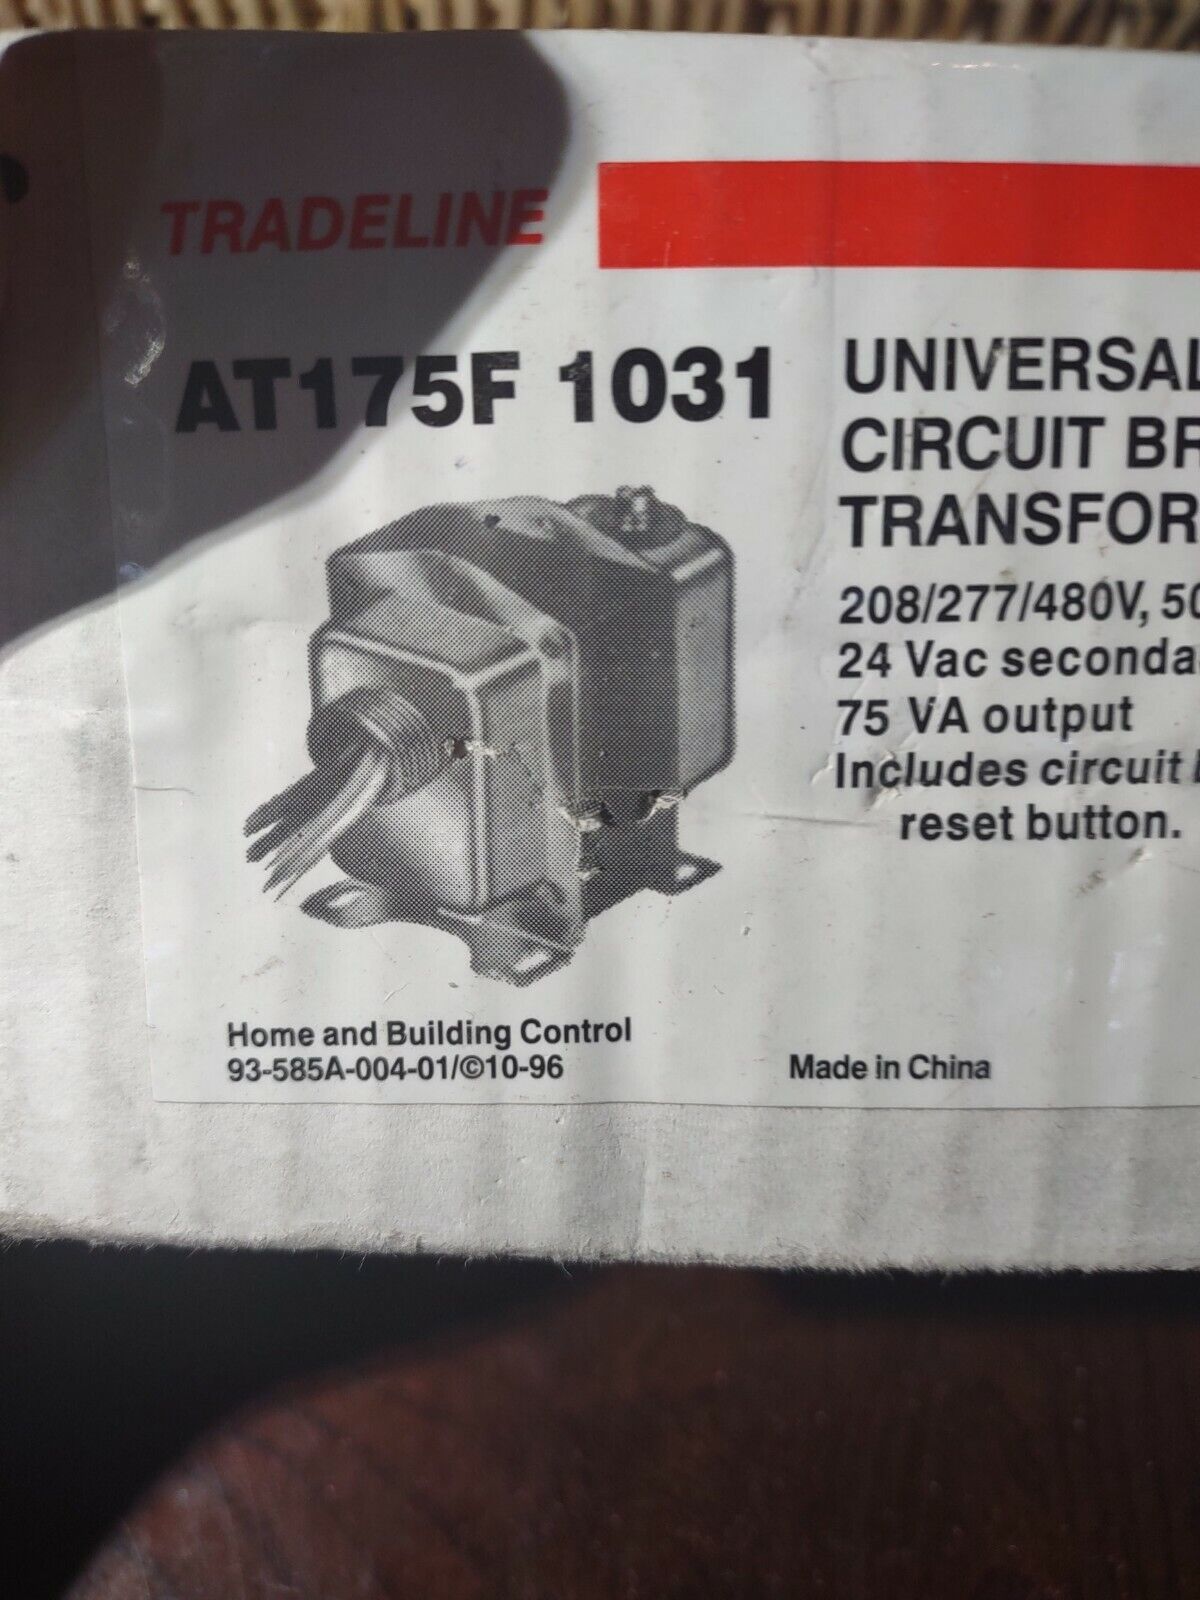 TRADELINE
AT175F 1031
UNIVERSAL
CIRCUIT BR
TRANSFOR
208/277/480V, 50
24 Vac seconda
75 VA output
Includes circuit
reset button.
Home and Building Control
93-585A-004-01/©10-96
Made in China